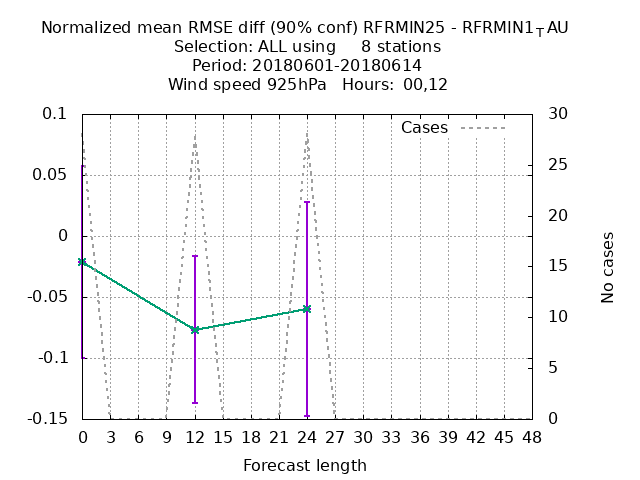 Normalized mean RMSE diff (90% conf) RFRMIN25 - RFRMIN1TAU
Selection: ALL using     8 stations
Period: 20180601-20180614
Wind speed 925hPa   Hours:  00,12
0.1
0.05
0
-0.05
-0.1
-0.15
Cases
30
25
20
15
10
5
0
No cases
0 3 6 9 12 15 18 21 24 27 30 33 36 39 42 45 48
Forecast length